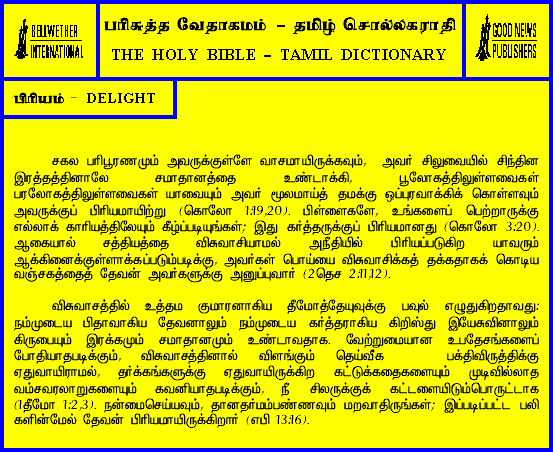 BELLWETHER
INTERNATIONAL
பரிசுத்த வேதாகமம் - தமிழ் சொல்லகராதி
THE HOLY BIBLE - TAMIL DICTIONARY
GOOD NEWS
PUBLISHERS
பிரியம் - DELIGHT
சகல பரிபூரணமும் அவருக்குள்ளே வாசமாயிருக்கவும், அவர் சிலுவையில் சிந்தின
இரத்தத்தினாலே சமாதானத்தை உண்டாக்கி, பூலோகத்திலுள்ளவைகள்
பரலோகத்திலுள்ளவைகள் யாவையும் அவர் மூலமாய்த் தமக்கு ஒப்புரவாக்கிக் கொள்ளவும்
அவருக்குப் பிரியமாயிற்று (கொலோ 1:19,20). பிள்ளைகளே, உங்களைப் பெற்றாருக்கு
எல்லாக் காரியத்திலேயும் கீழ்ப்படியுங்கள்; இது கர்த்தருக்குப் பிரியமானது (கொலோ 3:20).
ஆகையால் சத்தியத்தை விசுவாசியாமல் அநீதியில் பிரியப்படுகிற யாவரும்
ஆக்கினைக்குள்ளாக்கப்படும்படிக்கு, அவர்கள் பொய்யை விசுவாசிக்கத் தக்கதாகக் கொடிய
வஞ்சகத்தைத் தேவன் அவர்களுக்கு அனுப்புவார் (2தெச 2:11,12).
விசுவாசத்தில் உத்தம குமாரனாகிய தீமோத்தேயுவுக்கு பவுல் எழுதுகிறதாவது:
நம்முடைய பிதாவாகிய தேவனாலும் நம்முடைய கர்த்தராகிய கிறிஸ்து இயேசுவினாலும்
கிருபையும் இரக்கமும் சமாதானமும் உண்டாவதாக. வேற்றுமையான உபதேசங்களைப்
போதியாதபடிக்கும், விசுவாசத்தினால் விளங்கும் தெய்வீக பக்திவிருத்திக்கு
ஏதுவாயிராமல், தர்க்கங்களுக்கு ஏதுவாயிருக்கிற கட்டுக்கதைகளையும் முடிவில்லாத
வம்சவரலாறுகளையும் கவனியாதபடிக்கும், நீ சிலருக்குக் கட்டளையிடும்பொருட்டாக
(1தீமோ 1:2,3). நன்மைசெய்யவும், தானதர்மம்பண்ணவும் மறவாதிருங்கள்; இப்படிப்பட்ட பலி
களின்மேல் தேவன் பிரியமாயிருக்கிறார் (எபி 13:16).